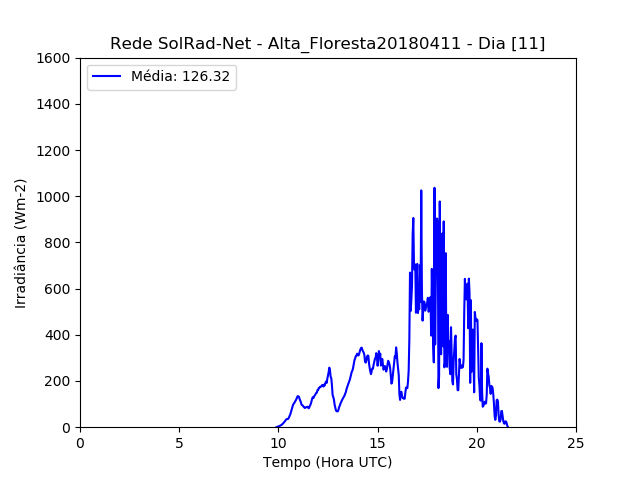 Rede SolRad-Net - Alta_Floresta20180411 - Dia [11]
Média: 126.32
1600
1400
1200
1000
800
600
400
200
0
Irradiância (Wm-2)
0 5 10 15 20 25
Tempo (Hora UTC)